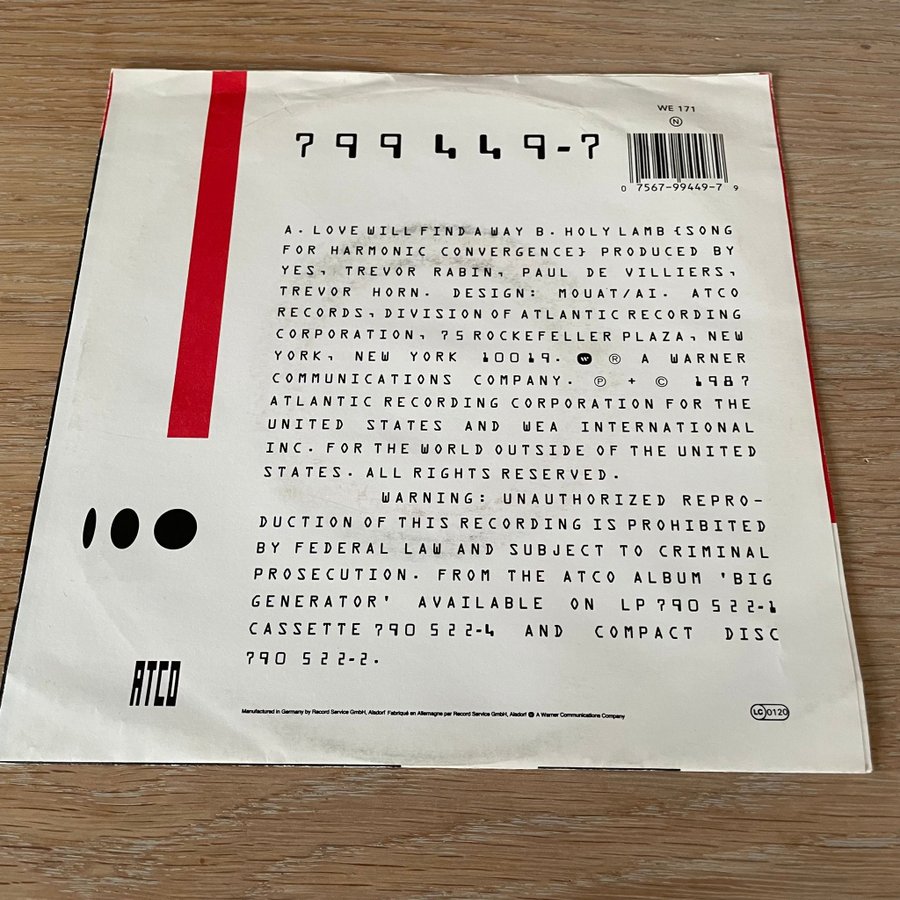 WE 171
N
799 449-7
0 7567-99449-7 9
A. LOVE WILL FIND A WAY B. HOLY LAMB {SONG
FOR HARMONIC CONVERGENCE} PRODUCED BY
YES, TREVOR RABIN, PAUL DE VILLIERS,
TREVOR HORN. DESIGN: MOUAT/AI. ATCO
RECORDS, DIVISION OF ATLANTIC RECORDING
CORPORATION, 75 ROCKEFELLER PLAZA, NEW
YORK, NEW YORK 10019. W ® A WARNER
COMMUNICATIONS COMPANY. ℗ + © 1987
ATLANTIC RECORDING CORPORATION FOR THE
UNITED STATES AND WEA INTERNATIONAL
INC. FOR THE WORLD OUTSIDE OF THE UNITED
STATES. ALL RIGHTS RESERVED.
WARNING: UNAUTHORIZED REPRO-
DUCTION OF THIS RECORDING IS PROHIBITED
BY FEDERAL LAW AND SUBJECT TO CRIMINAL
PROSECUTION. FROM THE ATCO ALBUM 'BIG
GENERATOR' AVAILABLE ON LP 790 522-1
CASSETTE 790 522-4 AND COMPACT DISC
790 522-2.
ATCO
Manufactured in Germany by Record Service GmbH, Alsdorf Fabriqué en Allemagne par Record Service GmbH, Alsdorf W A Warner Communications Company
LC 0120